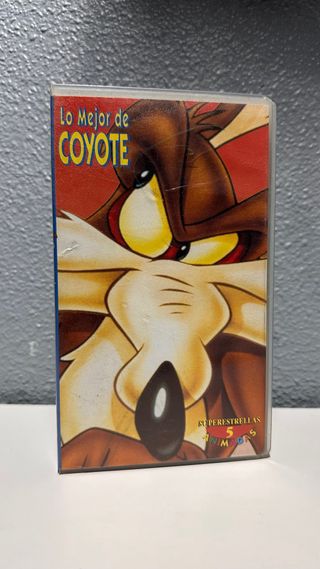 Lo Mejor de
COYOTE
SUPERESTRELLAS
5
ANIMADAS